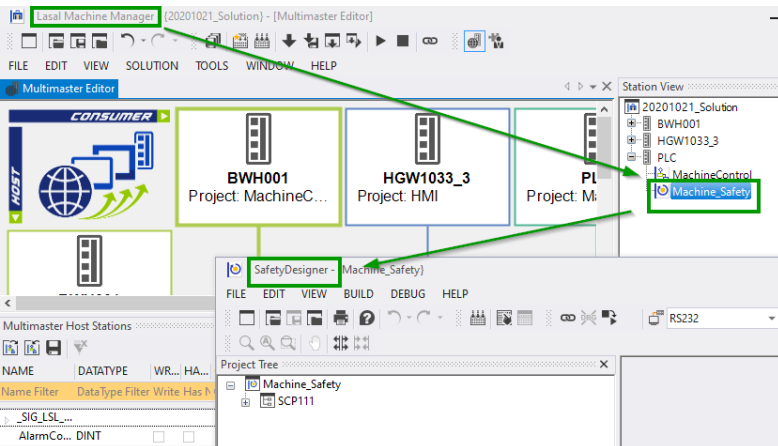 Lasal Machine Manager {20201021_Solution} - [Multimaster Editor]
FILE EDIT VIEW SOLUTION TOOLS WINDOW HELP
Multimaster Editor
Station View
CONSUMER
HOST
BWH001
Project: MachineC...
HGW1033_3
Project: HMI
PL
Project: Ma
20201021_Solution
BWH001
HGW1033_3
PLC
MachineControl
Machine_Safety
SafetyDesigner - {Machine_Safety}
FILE EDIT VIEW BUILD DEBUG HELP
RS232
Project Tree
Machine_Safety
SCP111
Multimaster Host Stations
NAME DATATYPE WR... HA...
Name Filter DataType Filter Write Has
_SIG_LSL_...
AlarmCo... DINT